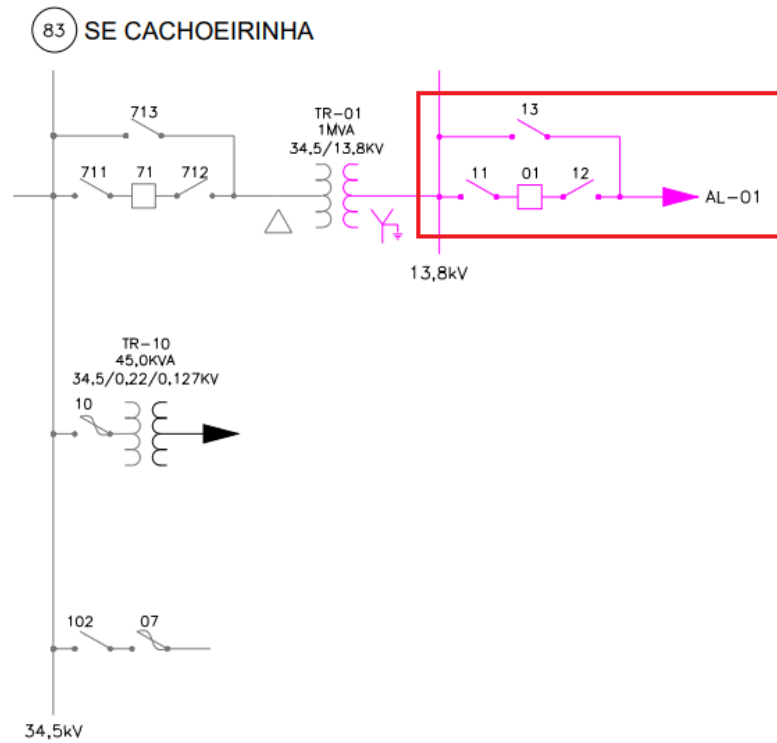 83 SE CACHOEIRINHA
713
711
71
712
TR-01
1MVA
34,5/13,8KV
13
11
01
12
AL-01
13,8kV
TR-10
45,0KVA
34,5/0,22/0,127KV
10
102
07
34,5kV